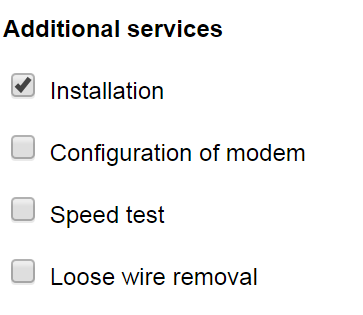 Additional services
Installation
Configuration of modem
Speed test
Loose wire removal